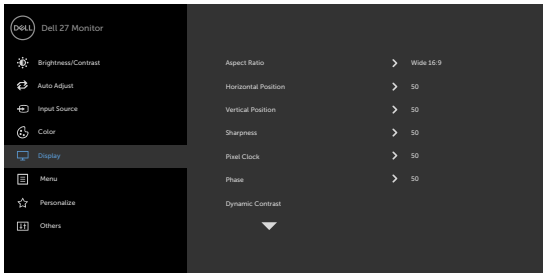 DELL
Dell 27 Monitor
Brightness/Contrast
Auto Adjust
Input Source
Color
Display
Menu
Personalize
Others
Aspect Ratio Wide 16:9
Horizontal Position 50
Vertical Position 50
Sharpness 50
Pixel Clock 50
Phase 50
Dynamic Contrast